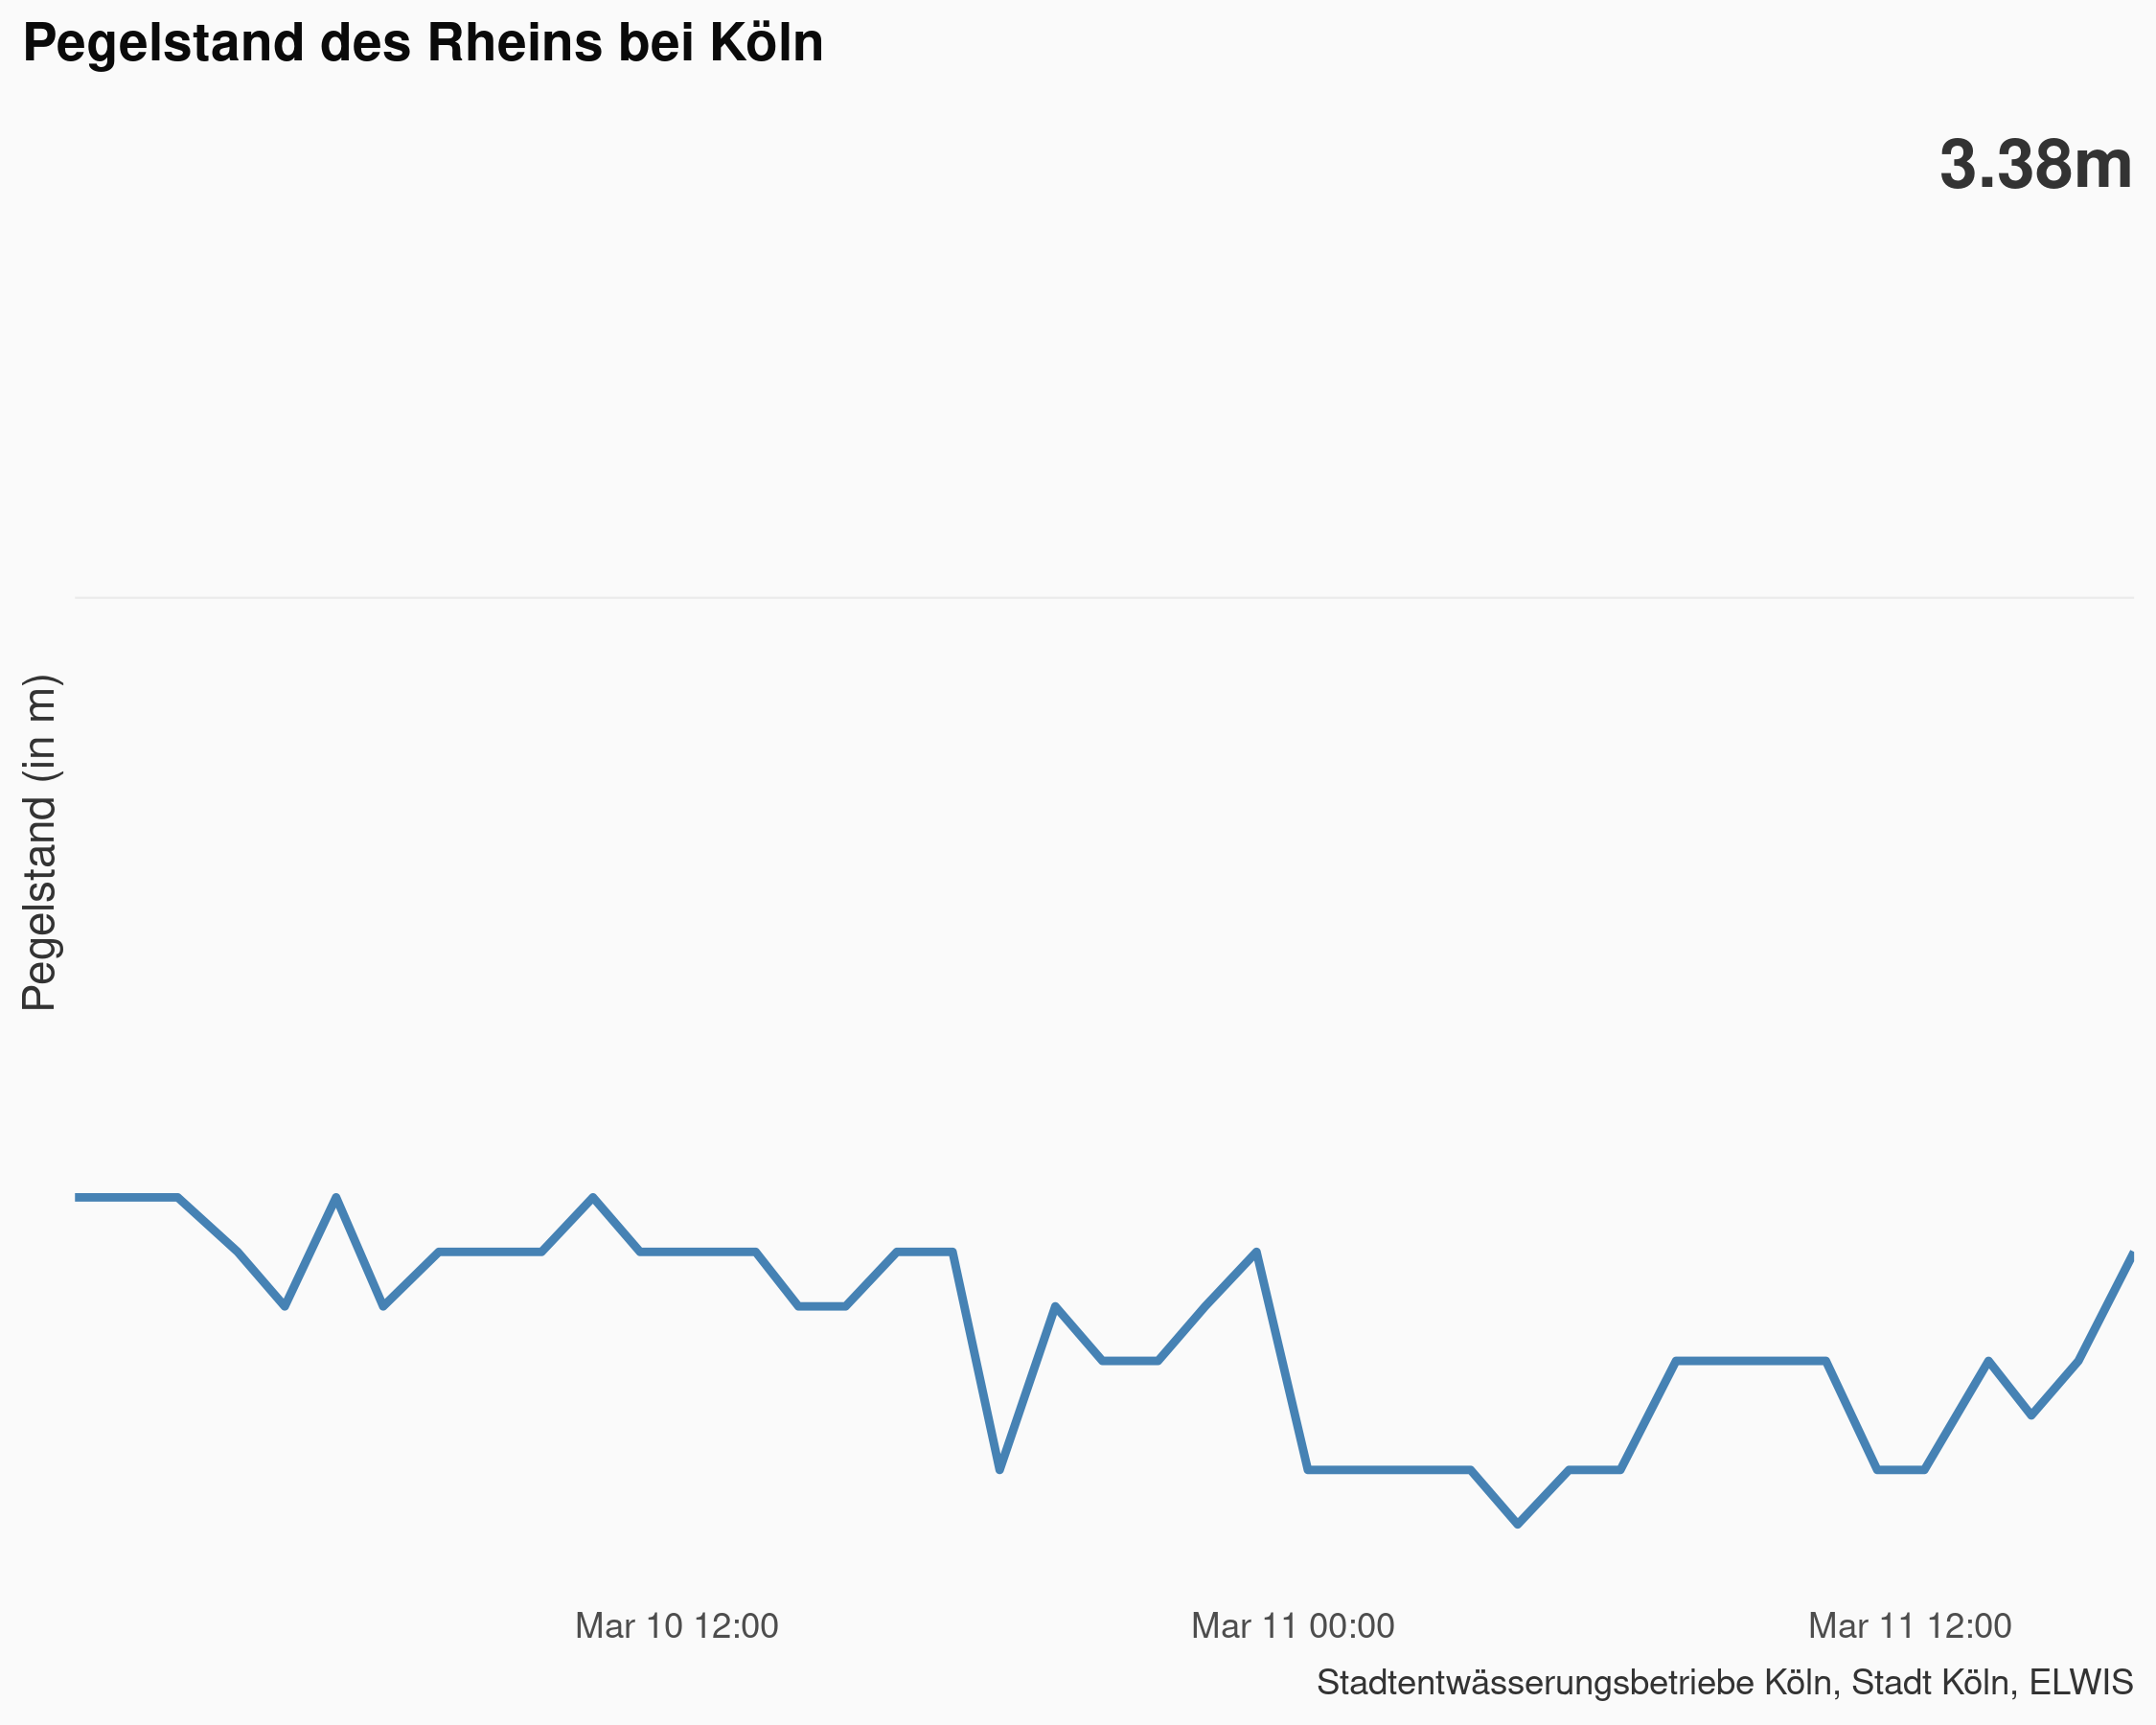 Pegelstand des Rheins bei Köln
3.38m
Pegelstand (in m)
Mar 10 12:00
Mar 11 00:00
Mar 11 12:00
Stadtentwässerungsbetriebe Köln, Stadt Köln, ELWIS